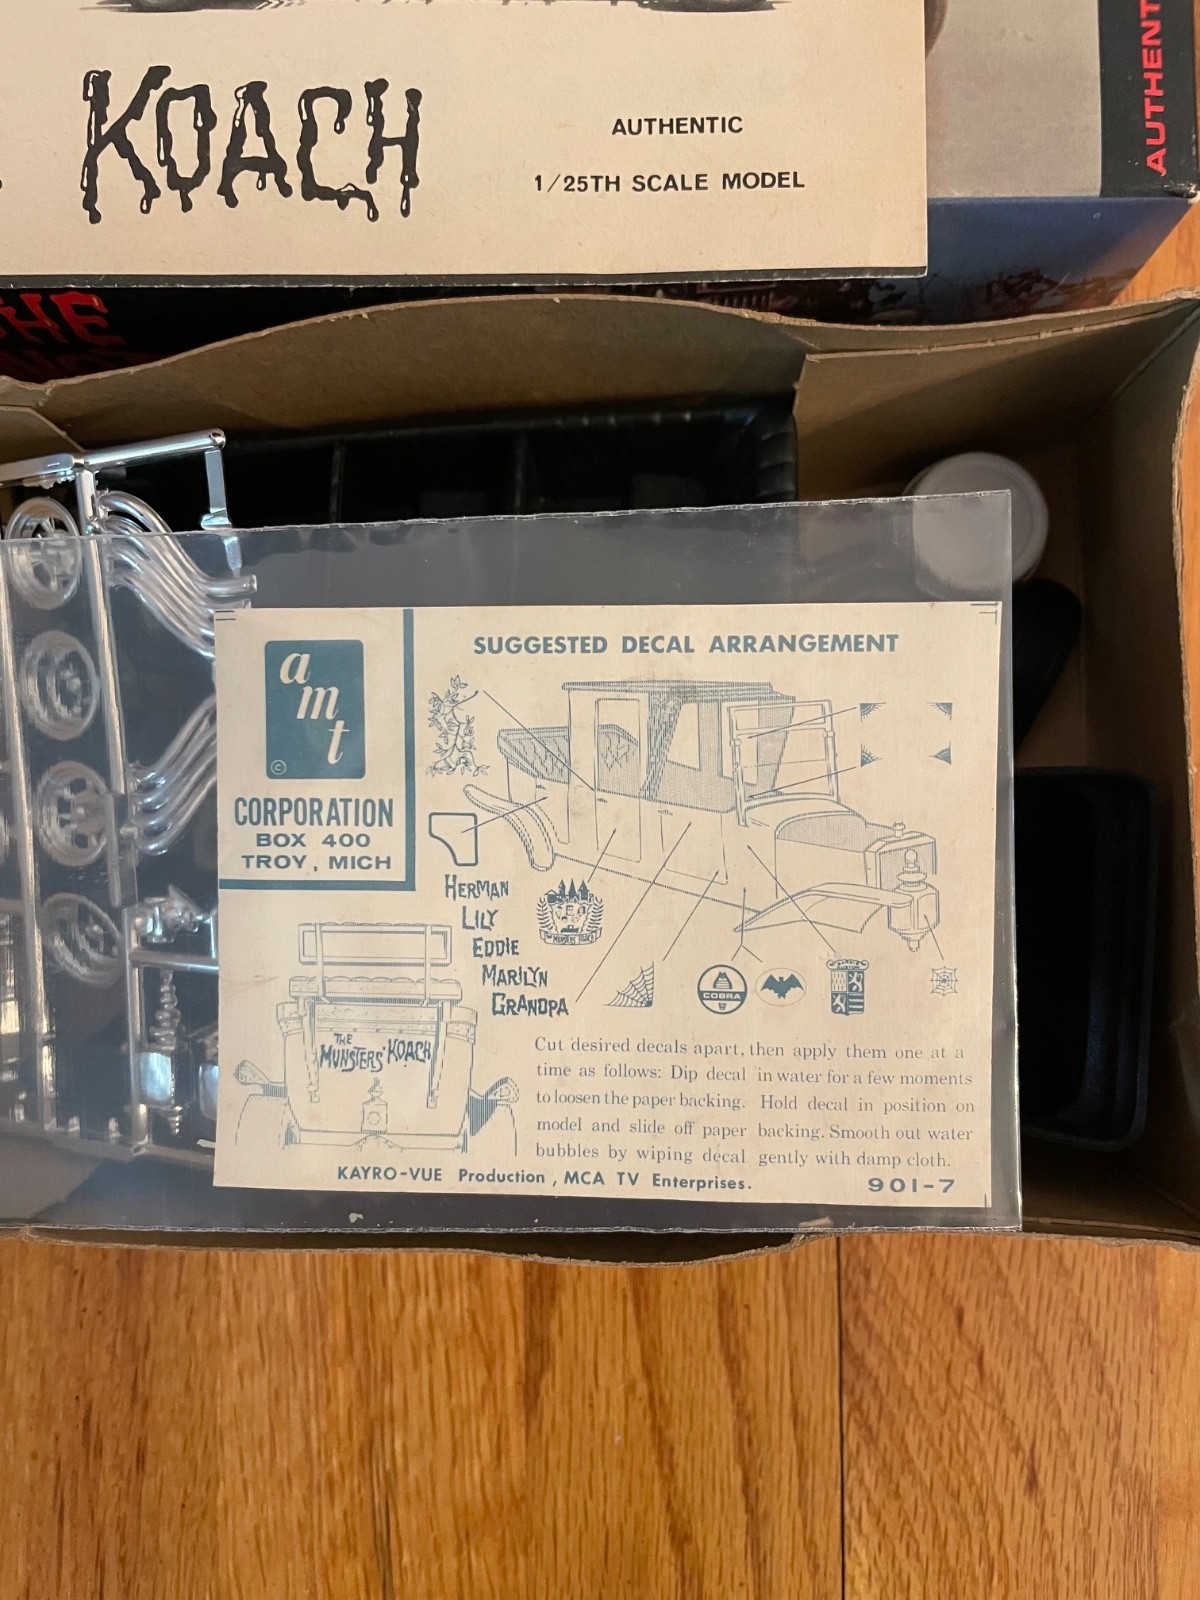 KOACH
AUTHENTIC
1/25TH SCALE MODEL
AUTHENT
THE
amt
©
CORPORATION
BOX 400
TROY, MICH
SUGGESTED DECAL ARRANGEMENT
HERMAN
LILY
EDDIE
MARILYN
GRANDPA
COBRA
THE
MUNSTERS' KOACH
Cut desired decals apart, then apply them one at a
time as follows: Dip decal in water for a few moments
to loosen the paper backing. Hold decal in position on
model and slide off paper backing. Smooth out water
bubbles by wiping decal gently with damp cloth.
KAYRO-VUE Production, MCA TV Enterprises.
901-7